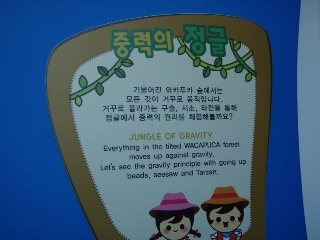 중력의 정글
기울어진 와카푸카 숲에서는
모든 것이 거꾸로 움직입니다.
거꾸로 올라가는 구슬, 시소, 타잔을 통해
정글에서 중력의 원리를 체험해볼까요?
JUNGLE OF GRAVITY
Everything in the tilted WACAPUCA forest
moves up against gravity.
Let's see the gravity principle with going up
beads, seesaw and Tarzan.